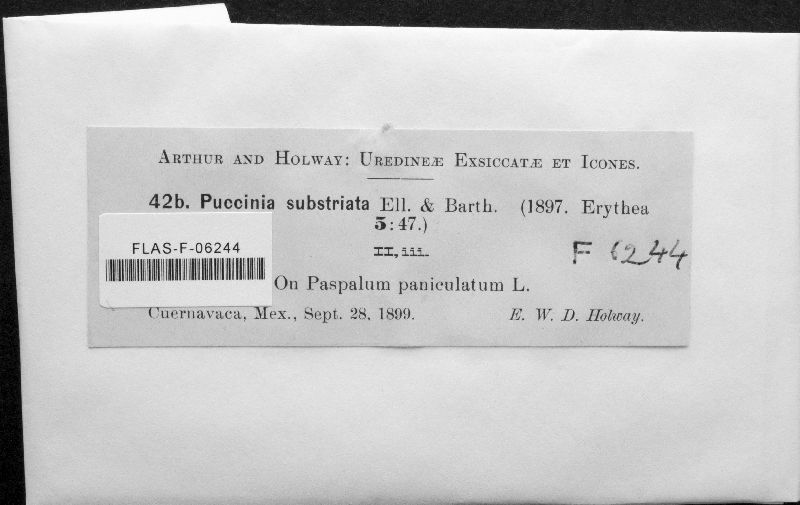 ARTHUR AND HOLWAY: UREDINEÆ EXSICCATÆ ET ICONES.
42b. Puccinia substriata Ell. & Barth. (1897. Erythea
5:47.)
II, iii.
F 6244
FLAS-F-06244
On Paspalum paniculatum L.
Cuernavaca, Mex., Sept. 28, 1899. E. W. D. Holway.